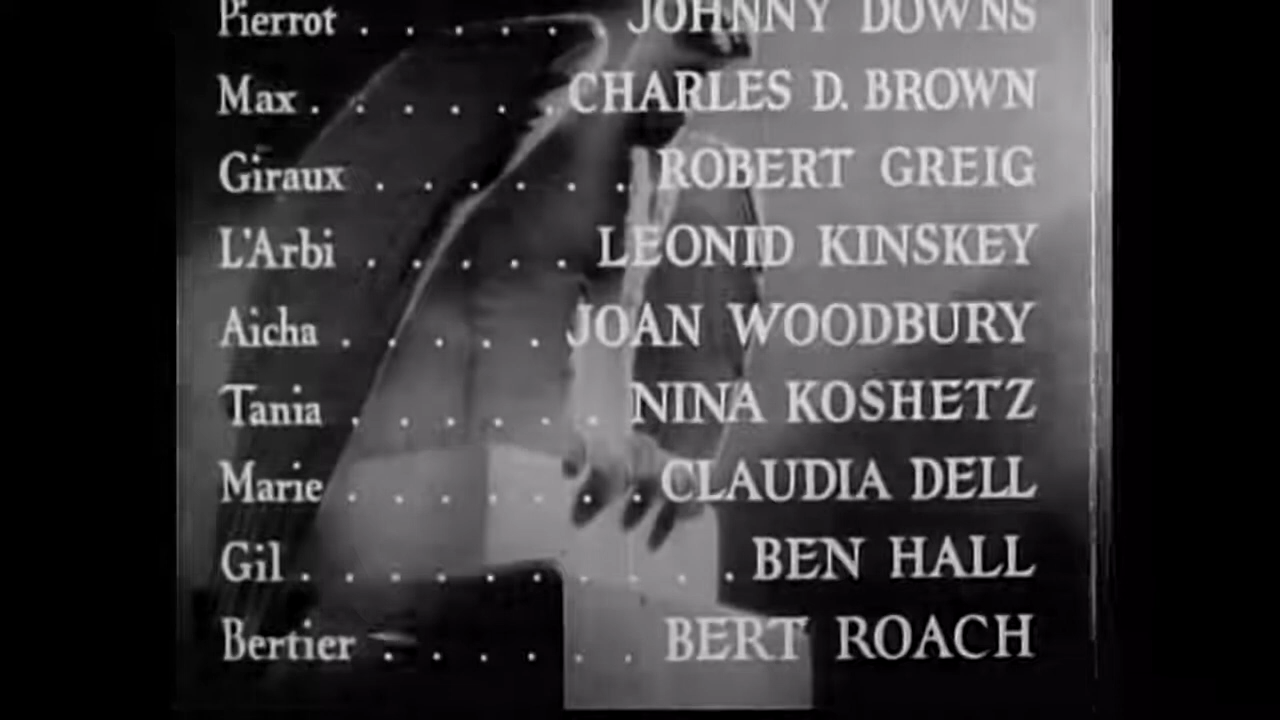 Pierrot . . . . . JOHNNY DOWNS
Max . . . . . . CHARLES D. BROWN
Giraux . . . . . . ROBERT GREIG
L'Arbi . . . . . LEONID KINSKEY
Aicha . . . . . JOAN WOODBURY
Tania . . . . . . NINA KOSHETZ
Marie . . . . . . . CLAUDIA DELL
Gil . . . . . . . . . . BEN HALL
Bertier . . . . . . BERT ROACH